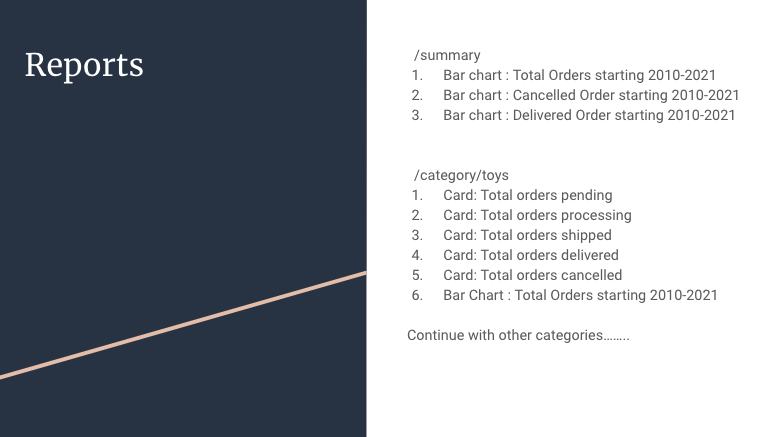 Reports
/summary
1. Bar chart : Total Orders starting 2010-2021
2. Bar chart : Cancelled Order starting 2010-2021
3. Bar chart : Delivered Order starting 2010-2021
/category/toys
1. Card: Total orders pending
2. Card: Total orders processing
3. Card: Total orders shipped
4. Card: Total orders delivered
5. Card: Total orders cancelled
6. Bar Chart : Total Orders starting 2010-2021
Continue with other categories........